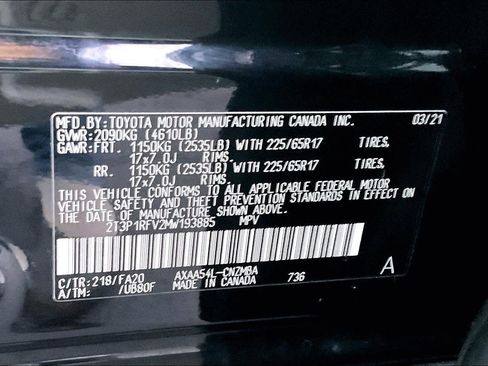 MFD.BY:TOYOTA MOTOR MANUFACTURING CANADA INC. 03/21
GVWR:2090KG (4610LB)
GAWR:FRT. 1150KG (2535LB) WITH 225/65R17 TIRES.
17x7.0J RIMS.
RR. 1150KG (2535LB) WITH 225/65R17 TIRES.
17x7.0J RIMS.
THIS VEHICLE CONFORMS TO ALL APPLICABLE FEDERAL MOTOR
VEHICLE SAFETY AND THEFT PREVENTION STANDARDS IN EFFECT
ON THE DATE OF MANUFACTURE SHOWN ABOVE.
2T3P1RFV2MW193885 MPV
C/TR:218/FA20 AXAA54L-CNZMBA
A/TM: /UB80F MADE IN CANADA 736 A